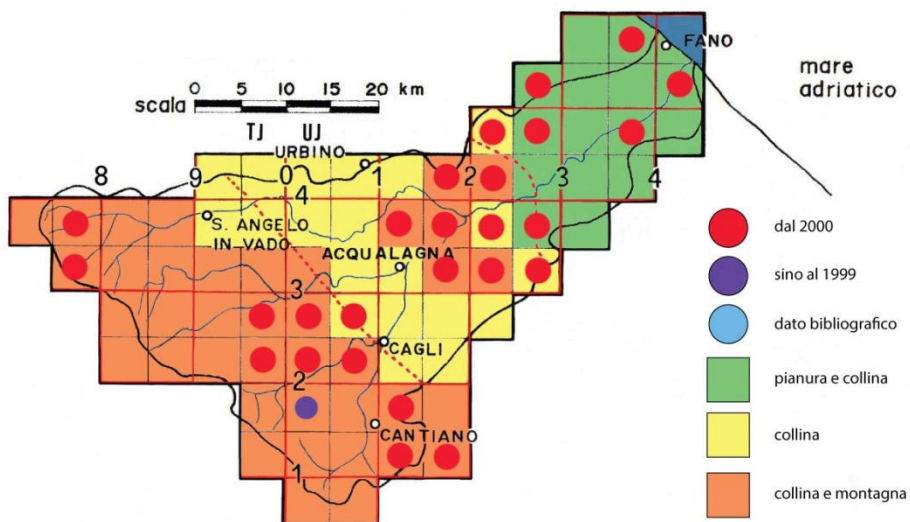 FANO
mare
adriatico
scala 0 5 10 15 20 km
TJ UJ
URBINO
8 9 0 1 2 3 4
4
S. ANGELO
IN VADO
ACQUALAGNA
3
CAGLI
2
CANTIANO
1
dal 2000
sino al 1999
dato bibliografico
pianura e collina
collina
collina e montagna